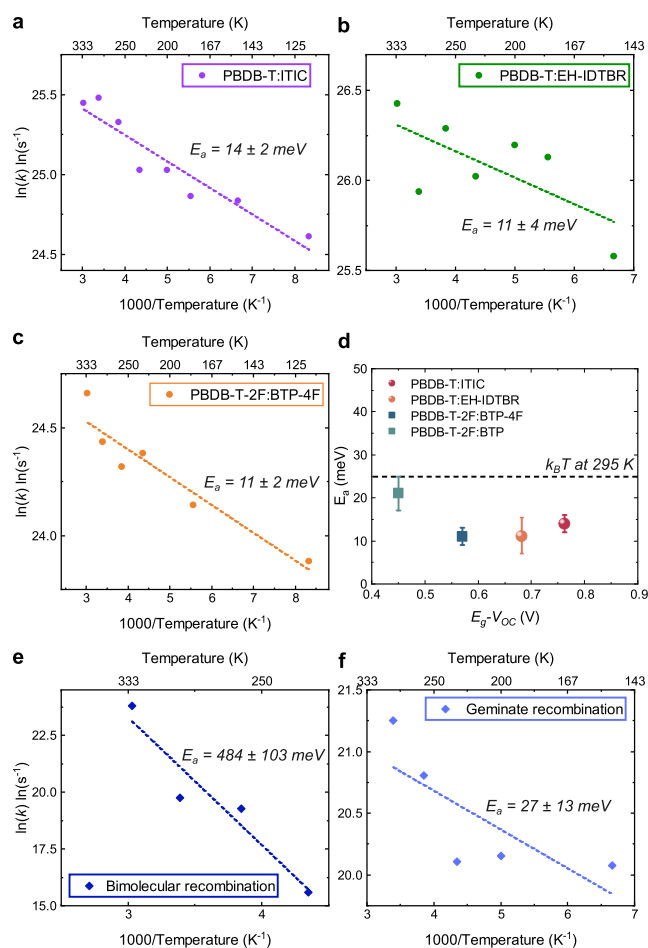 a
Temperature (K)
333 250 200 167 143 125
PBDB-T:ITIC
25.5
25.0
24.5
ln(k) ln(s⁻¹)
Eₐ = 14 ± 2 meV
3 4 5 6 7 8
1000/Temperature (K⁻¹)
b
Temperature (K)
333 250 200 167 143
PBDB-T:EH-IDTBR
26.5
26.0
25.5
Eₐ = 11 ± 4 meV
3 4 5 6 7
1000/Temperature (K⁻¹)
c
Temperature (K)
333 250 200 167 143 125
PBDB-T-2F:BTP-4F
24.5
24.0
ln(k) ln(s⁻¹)
Eₐ = 11 ± 2 meV
3 4 5 6 7 8
1000/Temperature (K⁻¹)
d
50
40
30
20
10
0
Eₐ (meV)
PBDB-T:ITIC
PBDB-T:EH-IDTBR
PBDB-T-2F:BTP-4F
PBDB-T-2F:BTP
k_BT at 295 K
0.4 0.5 0.6 0.7 0.8 0.9
E_g-V_OC (V)
e
Temperature (K)
333 250
22.5
20.0
17.5
15.0
ln(k) ln(s⁻¹)
Eₐ = 484 ± 103 meV
Bimolecular recombination
3 4
1000/Temperature (K⁻¹)
f
Temperature (K)
333 250 200 167 143
Geminate recombination
21.5
21.0
20.5
20.0
Eₐ = 27 ± 13 meV
3 4 5 6 7
1000/Temperature (K⁻¹)